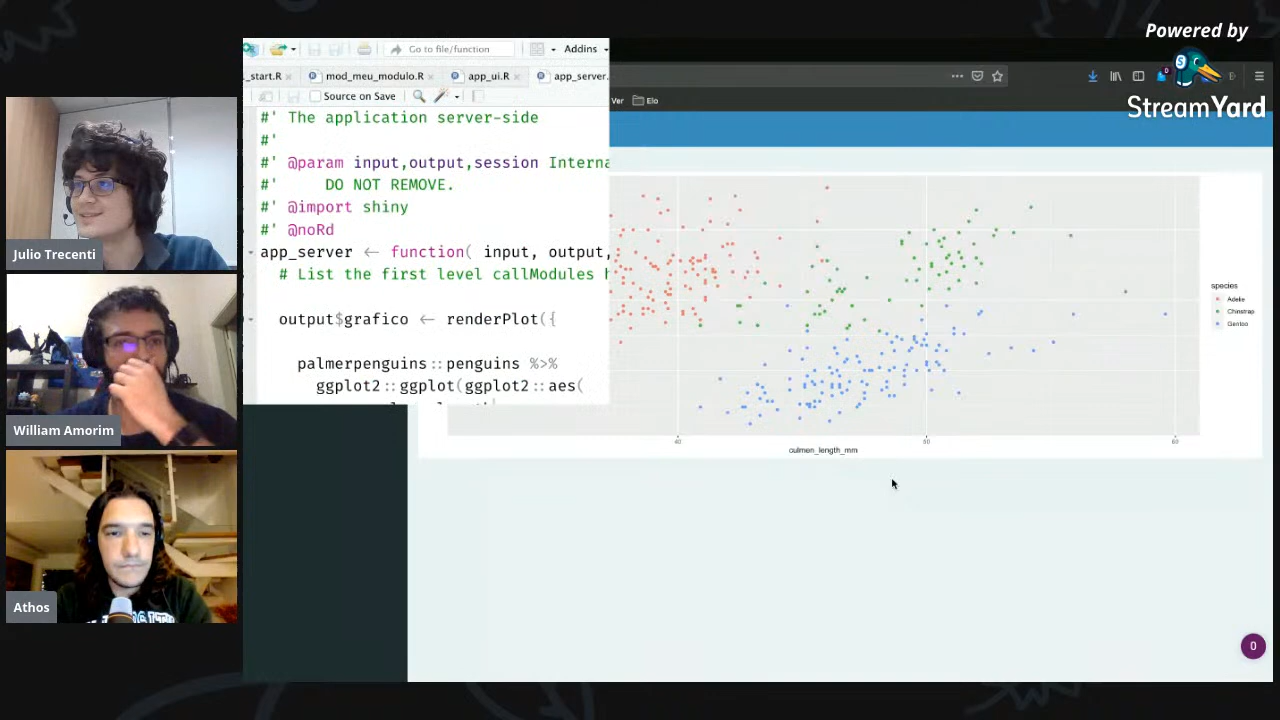 Powered by
StreamYard
Go to file/function
Addins
_start.R
mod_meu_modulo.R
app_ui.R
app_server.
Source on Save
Ver
Elo
0
#' The application server-side
#'
#' @param input,output,session Interna
#'     DO NOT REMOVE.
#' @import shiny
#' @noRd
app_server ← function( input, output,
# List the first level callModules h
output$grafico ← renderPlot({
palmerpenguins::penguins %>%
ggplot2::ggplot(ggplot2::aes(
species
Adelie
Chinstrap
Gentoo
40
50
60
culmen_length_mm
Julio Trecenti
William Amorim
Athos
0